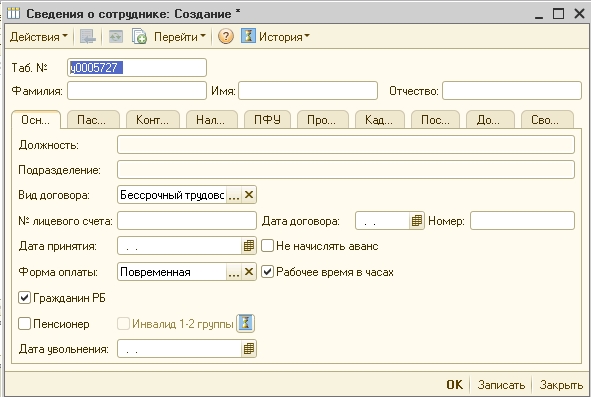 Сведения о сотруднике: Создание *
Действия Перейти ? История
Таб. № у0005727
Фамилия: Имя: Отчество:
Осн... Пас... Конт... Нал... ПФУ Про... Кад... Пос... До... Сво...
Должность:
Подразделение:
Вид договора: Бессрочный трудовс ... ×
№ лицевого счета: Дата договора: . . Номер:
Дата принятия: . . Не начислять аванс
Форма оплаты: Повременная ... × Рабочее время в часах
Гражданин РБ
Пенсионер Инвалид 1-2 группы
Дата увольнения: . .
OK Записать Закрыть